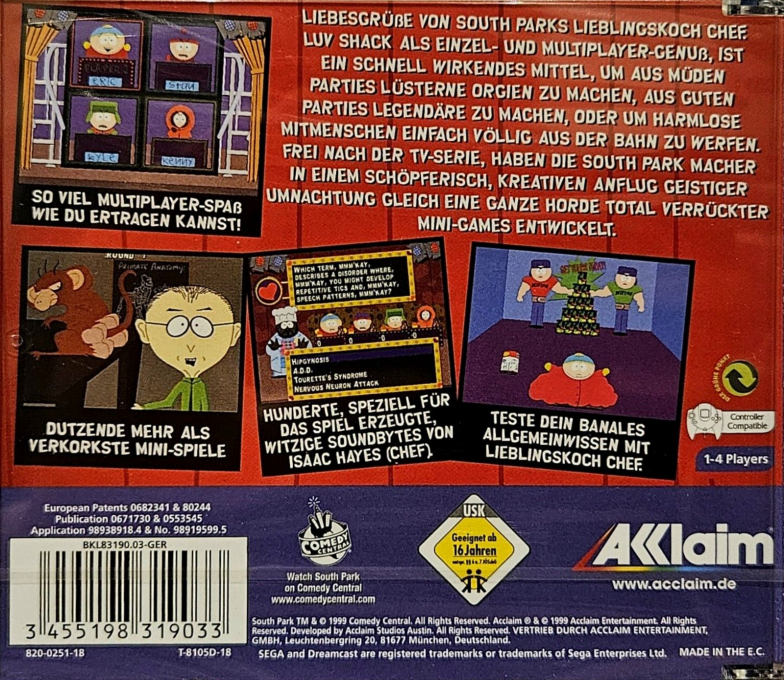 LIEBESGRÜßE VON SOUTH PARKS LIEBLINGSKOCH CHEF.
LUV SHACK ALS EINZEL- UND MULTIPLAYER-GENUß, IST
EIN SCHNELL WIRKENDES MITTEL, UM AUS MÜDEN
PARTIES LÜSTERNE ORGIEN ZU MACHEN, AUS GUTEN
PARTIES LEGENDÄRE ZU MACHEN, ODER UM HARMLOSE
MITMENSCHEN EINFACH VÖLLIG AUS DER BAHN ZU WERFEN.
FREI NACH DER TV-SERIE, HABEN DIE SOUTH PARK MACHER
IN EINEM SCHÖPFERISCH, KREATIVEN ANFLUG GEISTIGER
UMNACHTUNG GLEICH EINE GANZE HORDE TOTAL VERRÜCKTER
MINI-GAMES ENTWICKELT.
ERIC
STAN
KYLE
KENNY
SO VIEL MULTIPLAYER-SPAß
WIE DU ERTRAGEN KANNST!
ROUND 1
PRIMATE ANATOMY
DUTZENDE MEHR ALS
VERKORKSTE MINI-SPIELE
WHICH TERM, MMM'KAY,
DESCRIBES A DISORDER WHERE,
MMM'KAY, YOU MIGHT DEVELOP
REPETITIVE TICS AND, MMM'KAY,
SPEECH PATTERNS, MMM'KAY?
HIPGYNOSIS
A.D.D.
TOURETTE'S SYNDROME
NERVOUS NEURON ATTACK
HUNDERTE, SPEZIELL FÜR
DAS SPIEL ERZEUGTE,
WITZIGE SOUNDBYTES VON
ISAAC HAYES (CHEF).
TESTE DEIN BANALES
ALLGEMEINWISSEN MIT
LIEBLINGSKOCH CHEF.
DER GRÜNE PUNKT
Controller
Compatible
1-4 Players
European Patents 0682341 & 80244
Publication 0671730 & 0553545
Application 98938918.4 & No. 98919599.5
BKL83190.03-GER
3 455198 319033
820-0251-18
T-8105D-18
COMEDY
CENTRAL
Watch South Park
on Comedy Central
www.comedycentral.com
USK
Geeignet ab
16 Jahren
AKKlaim
www.acclaim.de
South Park TM & © 1999 Comedy Central. All Rights Reserved. Acclaim ® & © 1999 Acclaim Entertainment. All Rights
Reserved. Developed by Acclaim Studios Austin. All Rights Reserved. VERTRIEB DURCH ACCLAIM ENTERTAINMENT,
GMBH, Leuchtenbergring 20, 81677 München, Deutschland.
SEGA and Dreamcast are registered trademarks or trademarks of Sega Enterprises Ltd. MADE IN THE E.C.